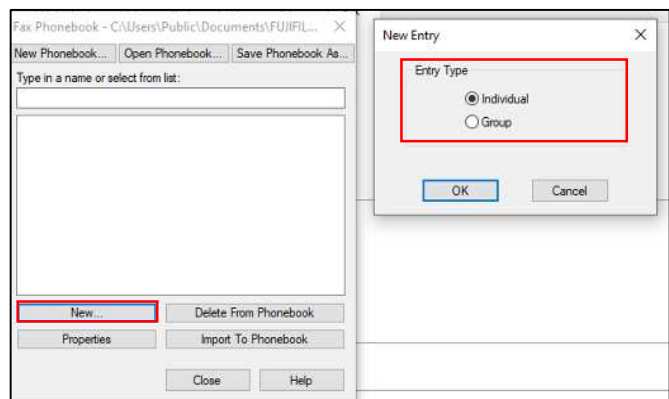 Fax Phonebook - C:\Users\Public\Documents\FUJIFIL...
New Phonebook... Open Phonebook... Save Phonebook As...
Type in a name or select from list:
New... Delete From Phonebook
Properties Import To Phonebook
Close Help
New Entry
Entry Type
Individual
Group
OK Cancel